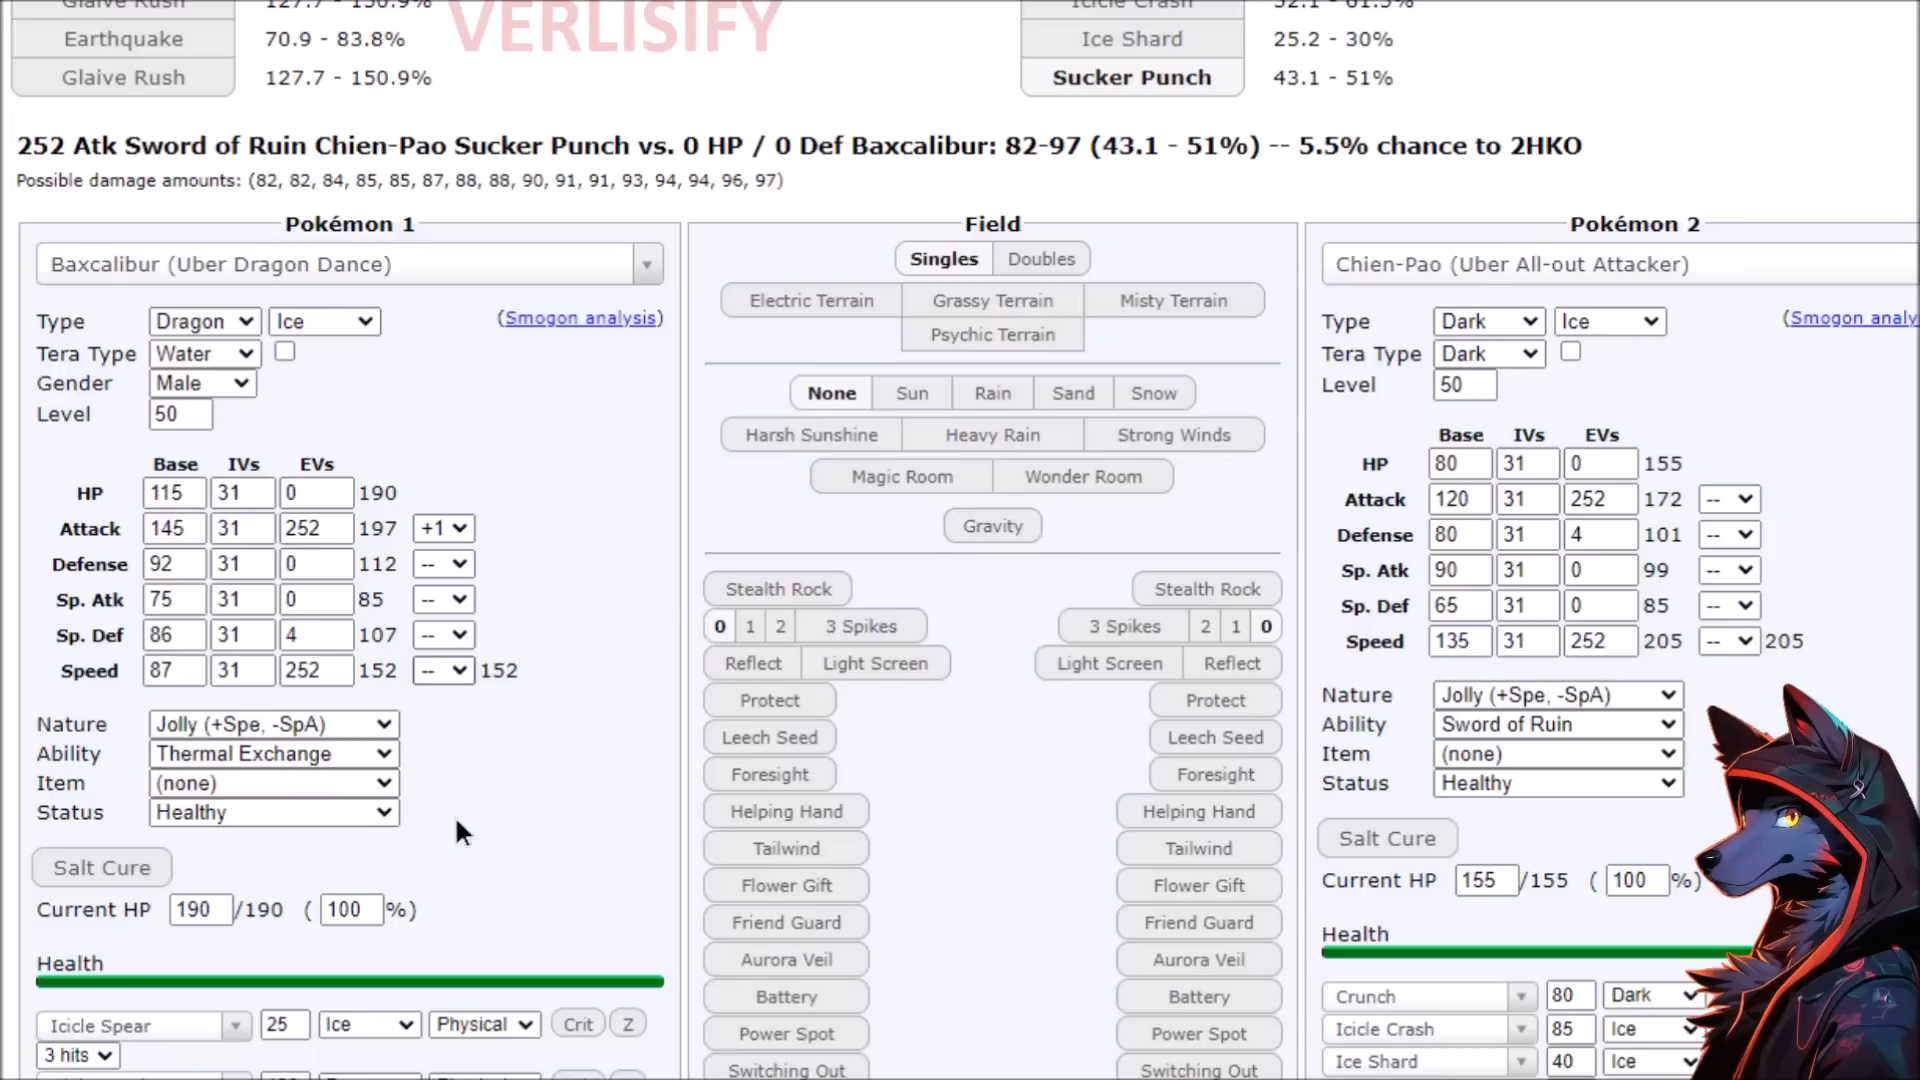 Glaive Rush 127.7 - 150.9%
Earthquake 70.9 - 83.8%
Glaive Rush 127.7 - 150.9%
VERLISIFY
Icicle Crash 52.1 - 61.5%
Ice Shard 25.2 - 30%
Sucker Punch 43.1 - 51%
252 Atk Sword of Ruin Chien-Pao Sucker Punch vs. 0 HP / 0 Def Baxcalibur: 82-97 (43.1 - 51%) -- 5.5% chance to 2HKO
Possible damage amounts: (82, 82, 84, 85, 85, 87, 88, 88, 90, 91, 91, 93, 94, 94, 96, 97)
Pokémon 1
Baxcalibur (Uber Dragon Dance)
Type Dragon Ice (Smogon analysis)
Tera Type Water
Gender Male
Level 50
Base IVs EVs
HP 115 31 0 190
Attack 145 31 252 197 +1
Defense 92 31 0 112 --
Sp. Atk 75 31 0 85 --
Sp. Def 86 31 4 107 --
Speed 87 31 252 152 -- 152
Nature Jolly (+Spe, -SpA)
Ability Thermal Exchange
Item (none)
Status Healthy
Salt Cure
Current HP 190 /190 ( 100 %)
Health
Icicle Spear 25 Ice Physical Crit Z
3 hits
Field
Singles Doubles
Electric Terrain Grassy Terrain Misty Terrain
Psychic Terrain
None Sun Rain Sand Snow
Harsh Sunshine Heavy Rain Strong Winds
Magic Room Wonder Room
Gravity
Stealth Rock Stealth Rock
0 1 2 3 Spikes 3 Spikes 2 1 0
Reflect Light Screen Light Screen Reflect
Protect Protect
Leech Seed Leech Seed
Foresight Foresight
Helping Hand Helping Hand
Tailwind Tailwind
Flower Gift Flower Gift
Friend Guard Friend Guard
Aurora Veil Aurora Veil
Battery Battery
Power Spot Power Spot
Switching Out Switching Out
Pokémon 2
Chien-Pao (Uber All-out Attacker)
Type Dark Ice (Smogon analy
Tera Type Dark
Level 50
Base IVs EVs
HP 80 31 0 155
Attack 120 31 252 172 --
Defense 80 31 4 101 --
Sp. Atk 90 31 0 99 --
Sp. Def 65 31 0 85 --
Speed 135 31 252 205 -- 205
Nature Jolly (+Spe, -SpA)
Ability Sword of Ruin
Item (none)
Status Healthy
Salt Cure
Current HP 155 /155 ( 100 %)
Health
Crunch 80 Dark
Icicle Crash 85 Ice
Ice Shard 40 Ice